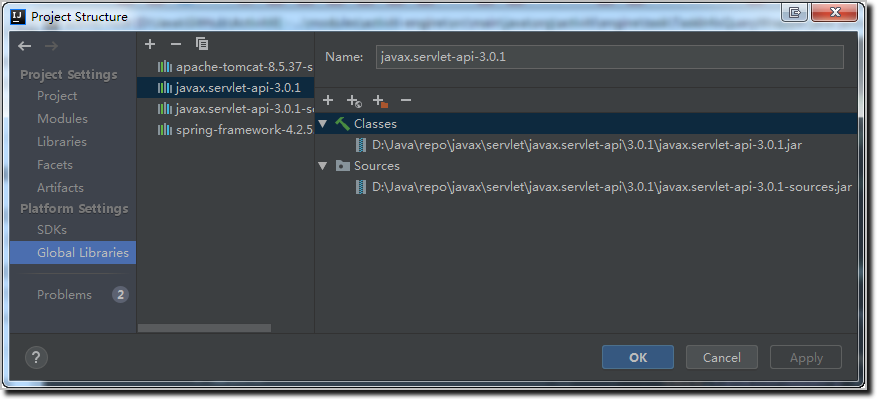 Project Structure
Project Settings
Project
Modules
Libraries
Facets
Artifacts
Platform Settings
SDKs
Global Libraries
Problems 2
apache-tomcat-8.5.37-s
javax.servlet-api-3.0.1
javax.servlet-api-3.0.1-s
spring-framework-4.2.5
Name: javax.servlet-api-3.0.1
Classes
D:\Java\repo\javax\servlet\javax.servlet-api\3.0.1\javax.servlet-api-3.0.1.jar
Sources
D:\Java\repo\javax\servlet\javax.servlet-api\3.0.1\javax.servlet-api-3.0.1-sources.jar
?
OK Cancel Apply